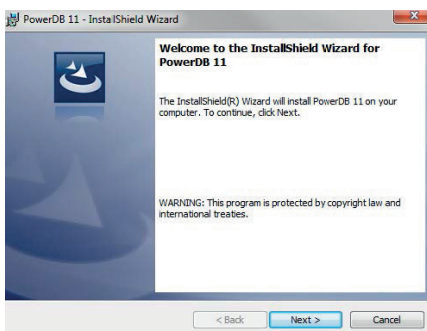 PowerDB 11 - InstallShield Wizard
Welcome to the InstallShield Wizard for
PowerDB 11
The InstallShield(R) Wizard will install PowerDB 11 on your
computer. To continue, click Next.
WARNING: This program is protected by copyright law and
international treaties.
< Back Next > Cancel